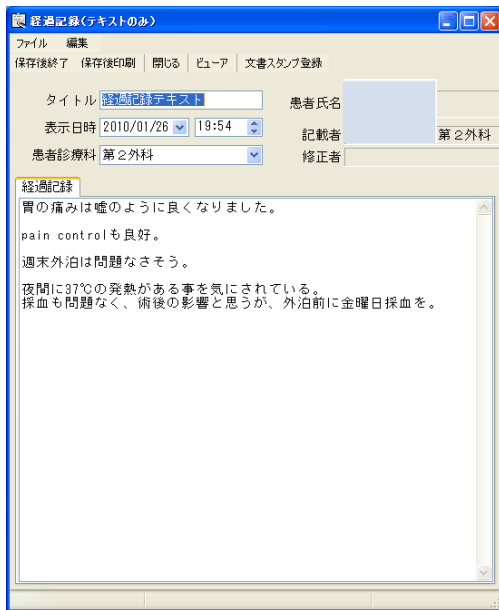 経過記録(テキストのみ)
ファイル 編集
保存後終了 保存後印刷 閉じる ビューア 文書スタンプ登録
タイトル 経過記録テキスト 患者氏名
表示日時 2010/01/26 19:54 記載者 第2外科
患者診療科 第2外科 修正者
経過記録
胃の痛みは嘘のように良くなりました。
pain controlも良好。
週末外泊は問題なさそう。
夜間に37℃の発熱がある事を気にされている。
採血も問題なく、術後の影響と思うが、外泊前に金曜日採血を。